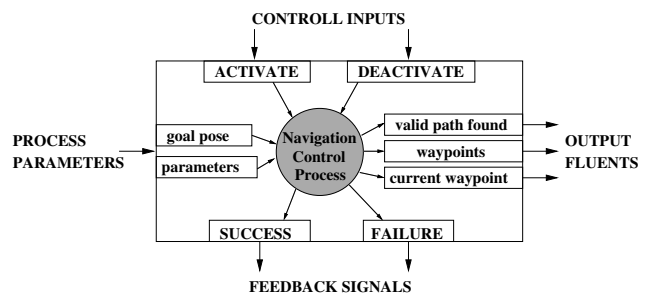 CONTROLL INPUTS
ACTIVATE
DEACTIVATE
PROCESS
PARAMETERS
goal pose
parameters
Navigation
Control
Process
valid path found
waypoints
current waypoint
OUTPUT
FLUENTS
SUCCESS
FAILURE
FEEDBACK SIGNALS